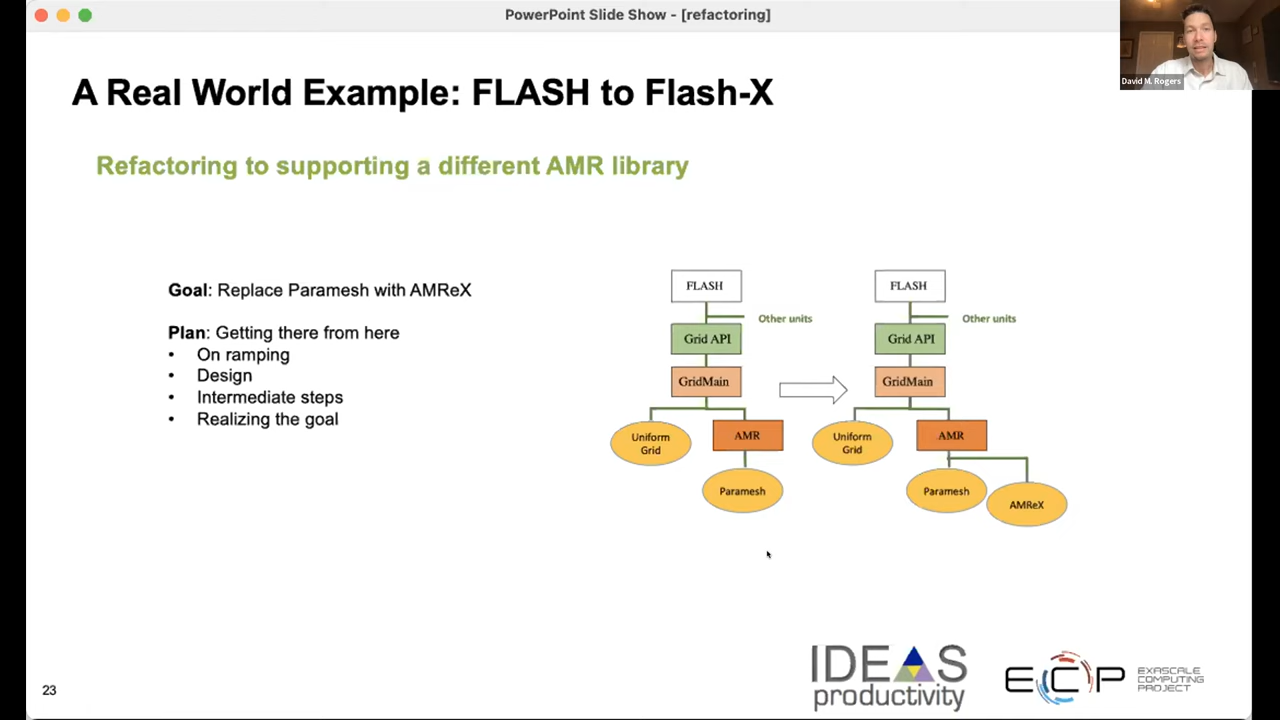 PowerPoint Slide Show - [refactoring]
David M. Rogers
A Real World Example: FLASH to Flash-X
Refactoring to supporting a different AMR library
Goal: Replace Paramesh with AMReX
Plan: Getting there from here
• On ramping
• Design
• Intermediate steps
• Realizing the goal
FLASH
Other units
Grid API
GridMain
Uniform
Grid
AMR
Paramesh
FLASH
Other units
Grid API
GridMain
Uniform
Grid
AMR
Paramesh
AMReX
23
IDEAS
productivity
ECP
EXASCALE
COMPUTING
PROJECT